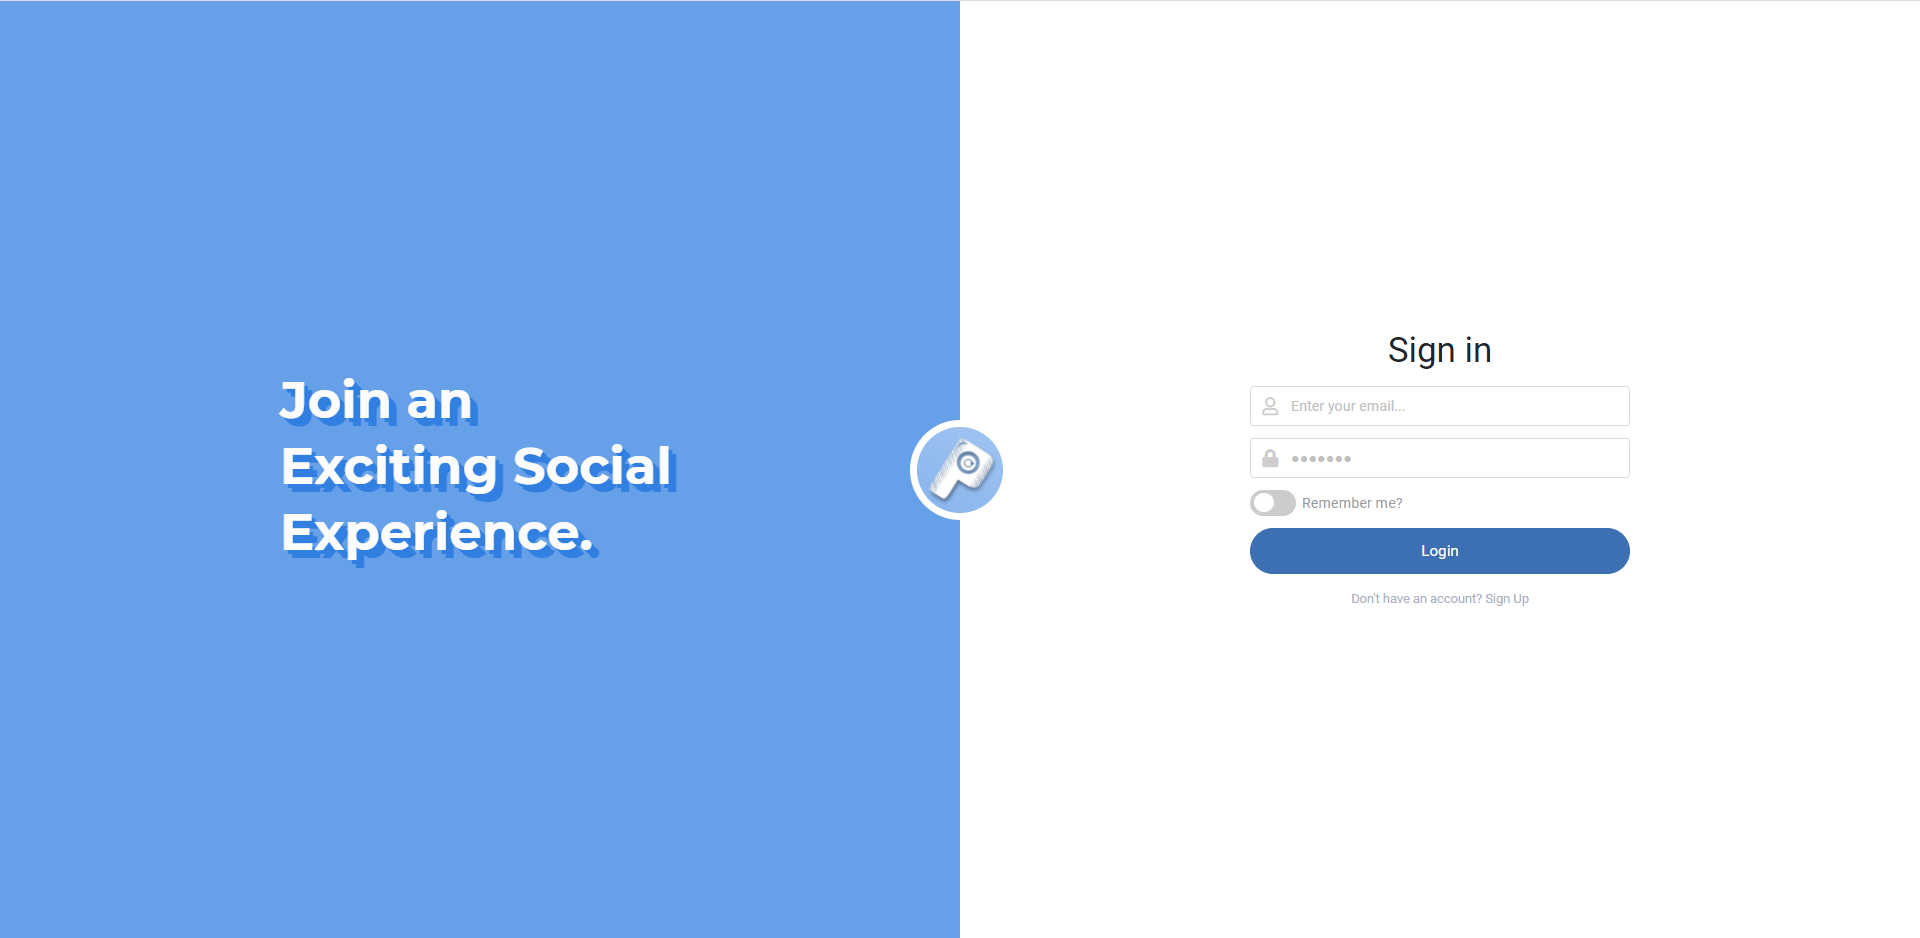 Join an
Exciting Social
Experience.
Sign in
Enter your email...
•••••••
Remember me?
Login
Don't have an account? Sign Up